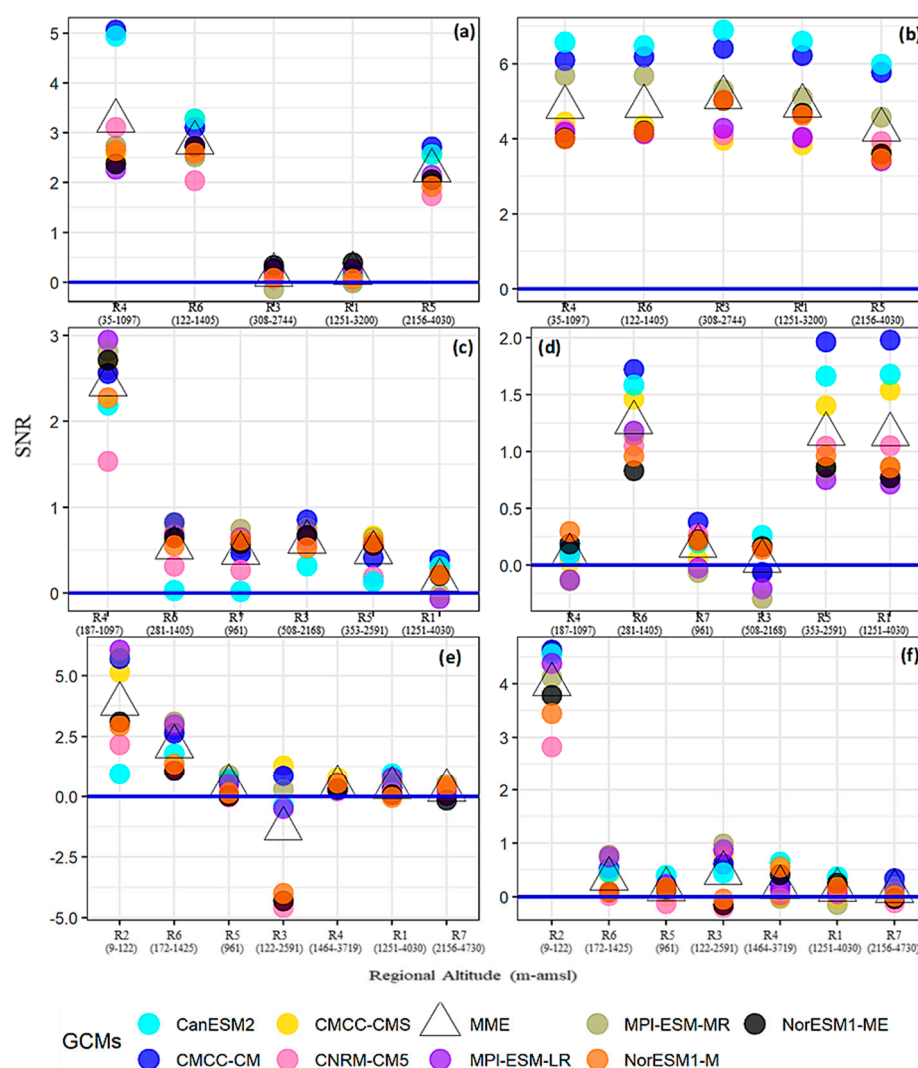 (a)
5
4
3
2
1
0
R4 R6 R3 R1 R5
(35-1097) (122-1405) (308-2744) (1251-3200) (2156-4030)
(b)
6
4
2
0
R4 R6 R3 R1 R5
(35-1097) (122-1405) (308-2744) (1251-3200) (2156-4030)
SNR
(c)
3
2
1
0
R4 R6 R7 R3 R5 R1
(187-1097) (281-1405) (961) (508-2168) (353-2591) (1251-4030)
(d)
2.0
1.5
1.0
0.5
0.0
R4 R6 R7 R3 R5 R1
(187-1097) (281-1405) (961) (508-2168) (353-2591) (1251-4030)
(e)
5.0
2.5
0.0
-2.5
-5.0
R2 R6 R5 R3 R4 R1 R7
(9-122) (172-1425) (961) (122-2591) (1464-3719) (1251-4030) (2156-4730)
(f)
4
3
2
1
0
R2 R6 R5 R3 R4 R1 R7
(9-122) (172-1425) (961) (122-2591) (1464-3719) (1251-4030) (2156-4730)
Regional Altitude (m-amsl)
GCMs
CanESM2 CMCC-CMS MME MPI-ESM-MR NorESM1-ME
CMCC-CM CNRM-CM5 MPI-ESM-LR NorESM1-M